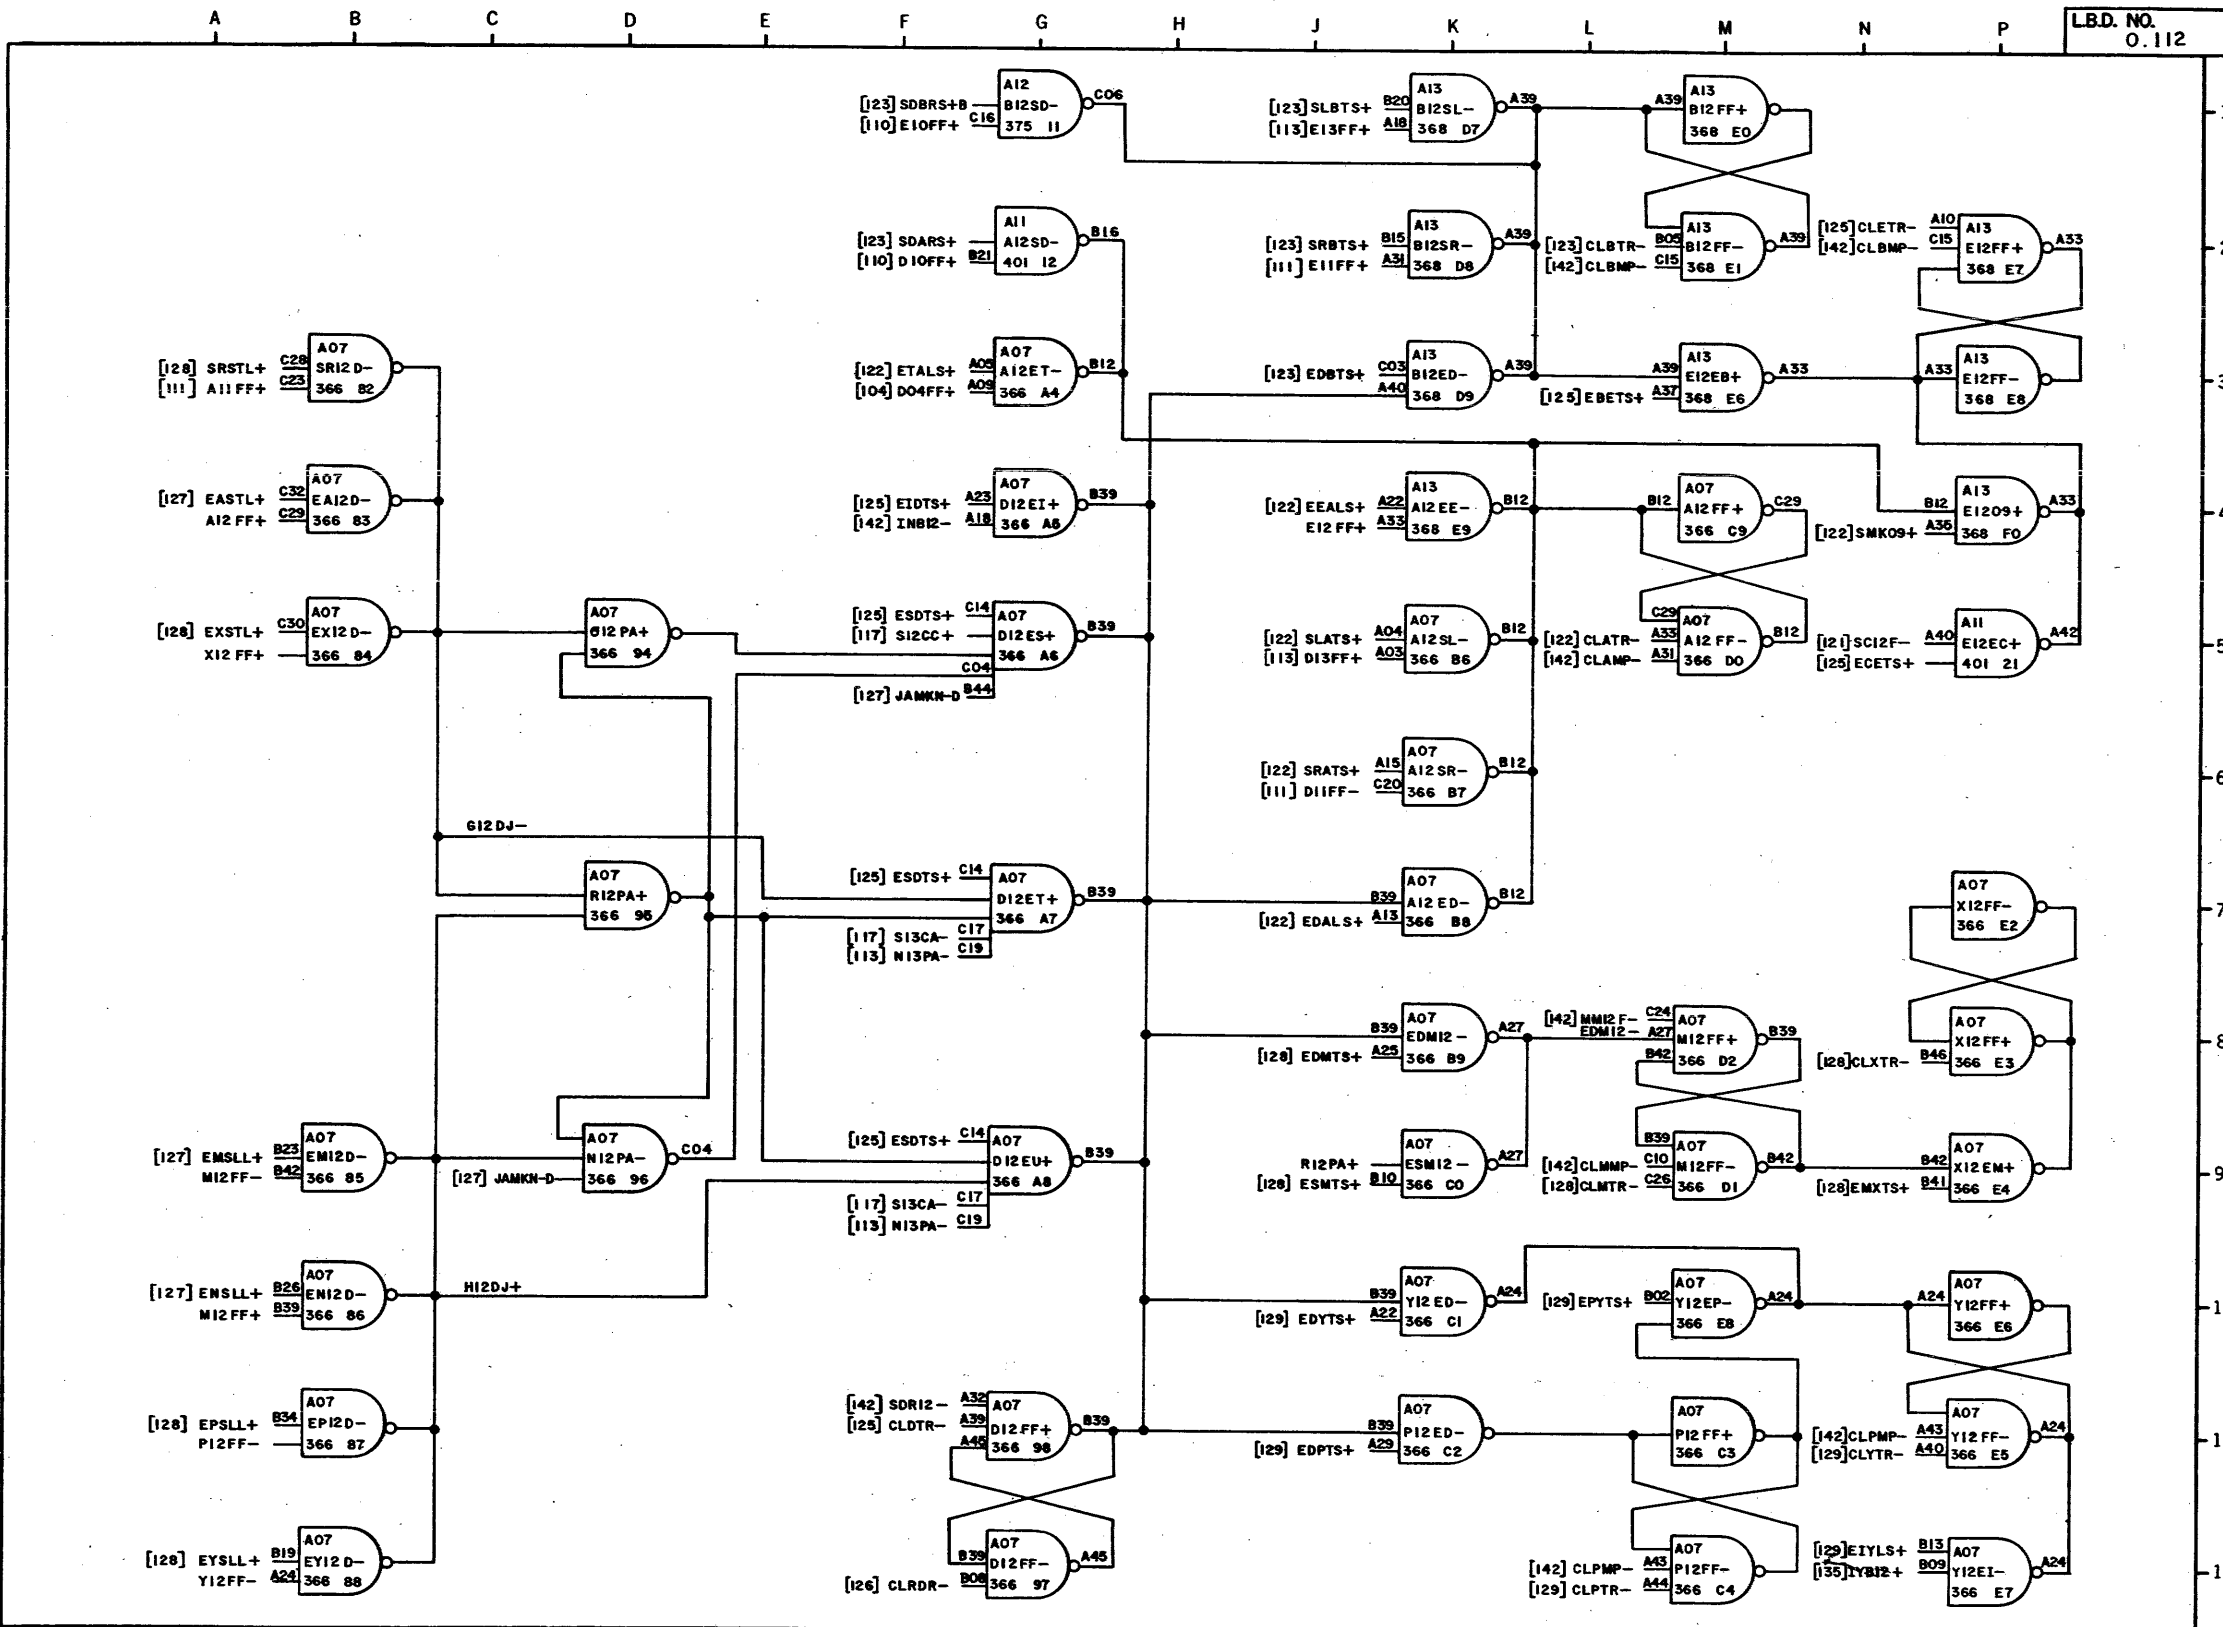 A B C D E F G H J K L M N P
L.B.D. NO.
0.112
[123] SDBRS+B
[110] E10FF+ C16
A12
B12SD-
375 11
C06
[123] SLBTS+ B20
[113] E13FF+ A18
A13
B12SL-
368 D7
A39
A39
A13
B12FF+
368 E0
1
[123] SDARS+
[110] D10FF+ B21
A11
A12SD-
401 12
B16
[123] SRBTS+ B15
[111] E11FF+ A31
A13
B12SR-
368 D8
A39
[123] CLBTR- B05
[142] CLBMP- C15
A13
B12FF-
368 E1
A39
[125] CLETR- A10
[142] CLBMP- C15
E12FF+
368 E7
A33
A13
[128] SRSTL+ C28
[111] A11FF+ C23
A07
SR12D-
366 82
[122] ETALS+ A05
[104] D04FF+ A09
A07
A12ET-
366 A4
B12
[123] EDBTS+ C03
A40
A13
B12ED-
368 D9
A39
A39
[125] EBETS+ A37
A13
E12EB+
368 E6
A33
A33
A13
E12FF-
368 E8
3
[127] EASTL+ C32
A12FF+ C29
A07
EA12D-
366 83
[125] EIDTS+ A23
[142] INB12- A18
A07
D12EI+
366 A5
B39
[122] EEALS+ A22
E12FF+ A33
A13
A12EE-
368 E9
B12
B12
A07
A12FF+
366 C9
C29
B12
[122] SMK09+ A35
A13
E1209+
368 F0
A33
[128] EXSTL+ C30
X12FF+
A07
EX12D-
366 84
A07
G12PA+
366 94
[125] ESDTS+ C14
[117] S12CC+
C04
[127] JAMKN-D B44
A07
D12ES+
366 A6
B39
[122] SLATS+ A04
[113] D13FF+ A03
A07
A12SL-
366 B6
B12
C29
[122] CLATR- A33
[142] CLAMP- A31
A07
A12FF-
366 D0
B12
[121] SC12F- A40
[125] ECETS+
A11
E12EC+
401 21
A42
5
[122] SRATS+ A15
[111] D11FF- C20
A07
A12SR-
366 B7
B12
6
G12DJ-
A07
R12PA+
366 95
[125] ESDTS+ C14
[117] S13CA- C17
[113] N13PA- C19
A07
D12ET+
366 A7
B39
B39
[122] EDALS+ A13
A07
A12ED-
366 B8
B12
A07
X12FF-
366 E2
7
B39
[128] EDMTS+ A25
A07
EDM12-
366 B9
A27
[142] MM12F- C24
EDM12- A27
B42
A07
M12FF+
366 D2
B39
[128] CLXTR- B46
A07
X12FF+
366 E3
8
[127] EMSLL+ B23
M12FF- B42
A07
EM12D-
366 85
[127] JAMKN-D
A07
N12PA-
366 96
C04
[125] ESDTS+ C14
[117] S13CA- C17
[113] N13PA- C19
A07
D12EU+
366 A8
B39
R12PA+
[128] ESMTS+ B10
A07
ESM12-
366 C0
A27
B39
[142] CLMMP- C10
[128] CLMTR- C26
A07
M12FF-
366 D1
B42
B42
[128] EMXTS+ B41
A07
X12EM+
366 E4
9
[127] ENSLL+ B26
M12FF+ B39
A07
EN12D-
366 86
H12DJ+
B39
[129] EDYTS+ A22
A07
Y12ED-
366 C1
A24
[129] EPYTS+ B02
A07
Y12EP-
366 E8
A24
A24
A07
Y12FF+
366 E6
1
[128] EPSLL+ B34
P12FF-
A07
EP12D-
366 87
[142] SDR12- A32
[125] CLDTR- A39
A45
A07
D12FF+
366 98
B39
B39
[129] EDPTS+ A29
A07
P12ED-
366 C2
A07
P12FF+
366 C3
[142] CLPMP- A43
[129] CLYTR- A40
A07
Y12FF-
366 E5
A24
1
[128] EYSLL+ B19
Y12FF- A24
A07
EY12D-
366 88
B39
[126] CLRDR- B08
A07
D12FF-
366 97
A45
[142] CLPMP- A43
[129] CLPTR- A44
A07
P12FF-
366 C4
[129] EIYLS+ B13
[135] IYB12+ B09
A07
Y12EI-
366 E7
A24
1